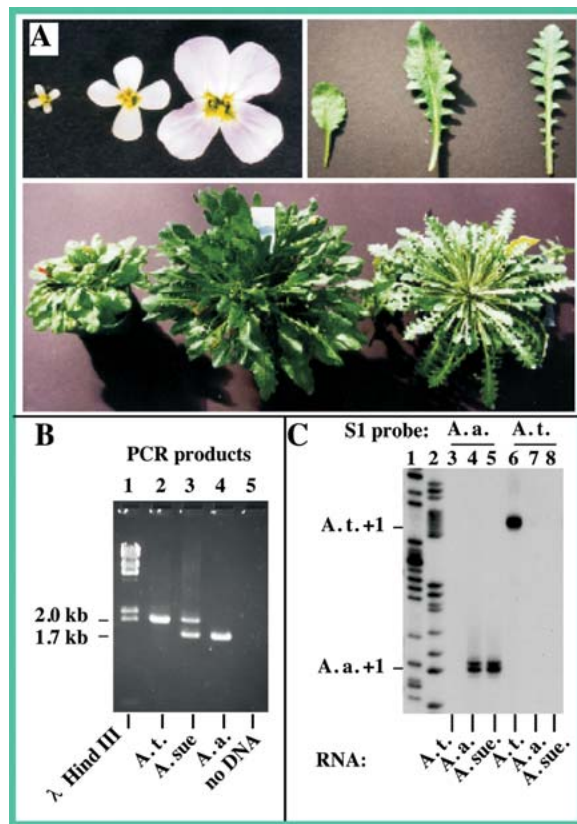 A
B
PCR products
1 2 3 4 5
2.0 kb
1.7 kb
λ Hind III
A. t.
A. sue
A. a.
no DNA
C
S1 probe: A. a. A. t.
1 2 3 4 5 6 7 8
A. t. +1
A. a. +1
RNA:
A. t.
A. a.
A. sue.
A. t.
A. a.
A. sue.